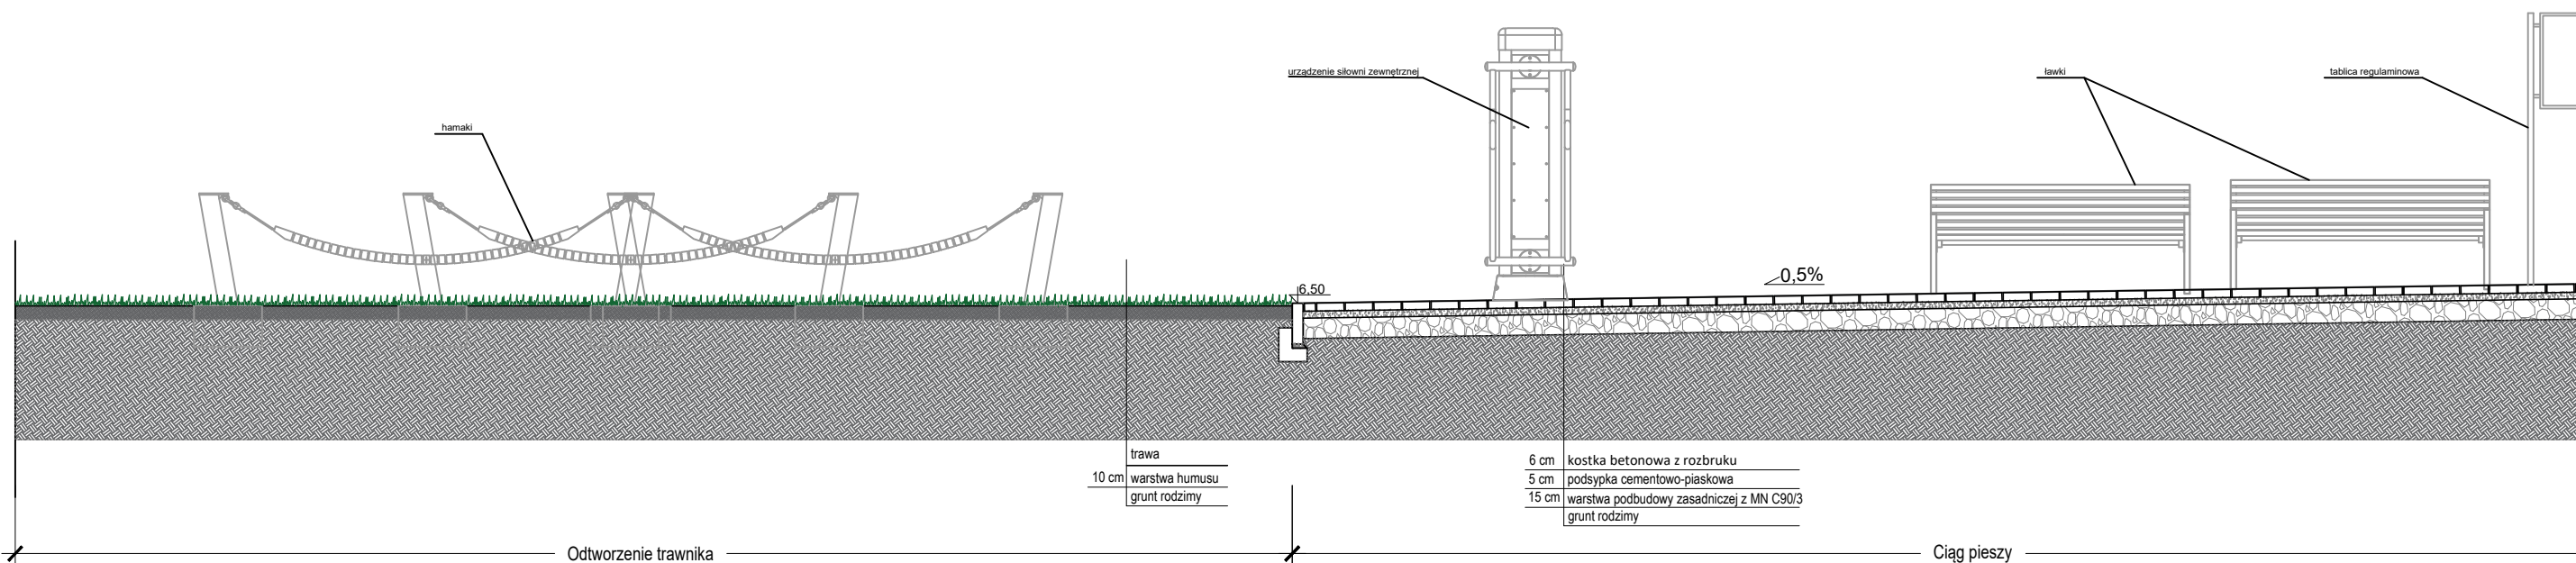 urządzenie siłowni zewnętrznej
ławki
tablica regulaminowa
hamaki
6,50
0,5%
trawa
10 cm warstwa humusu
grunt rodzimy
6 cm kostka betonowa z rozbruku
5 cm podsypka cementowo-piaskowa
15 cm warstwa podbudowy zasadniczej z MN C90/3
grunt rodzimy
Odtworzenie trawnika
Ciąg pieszy